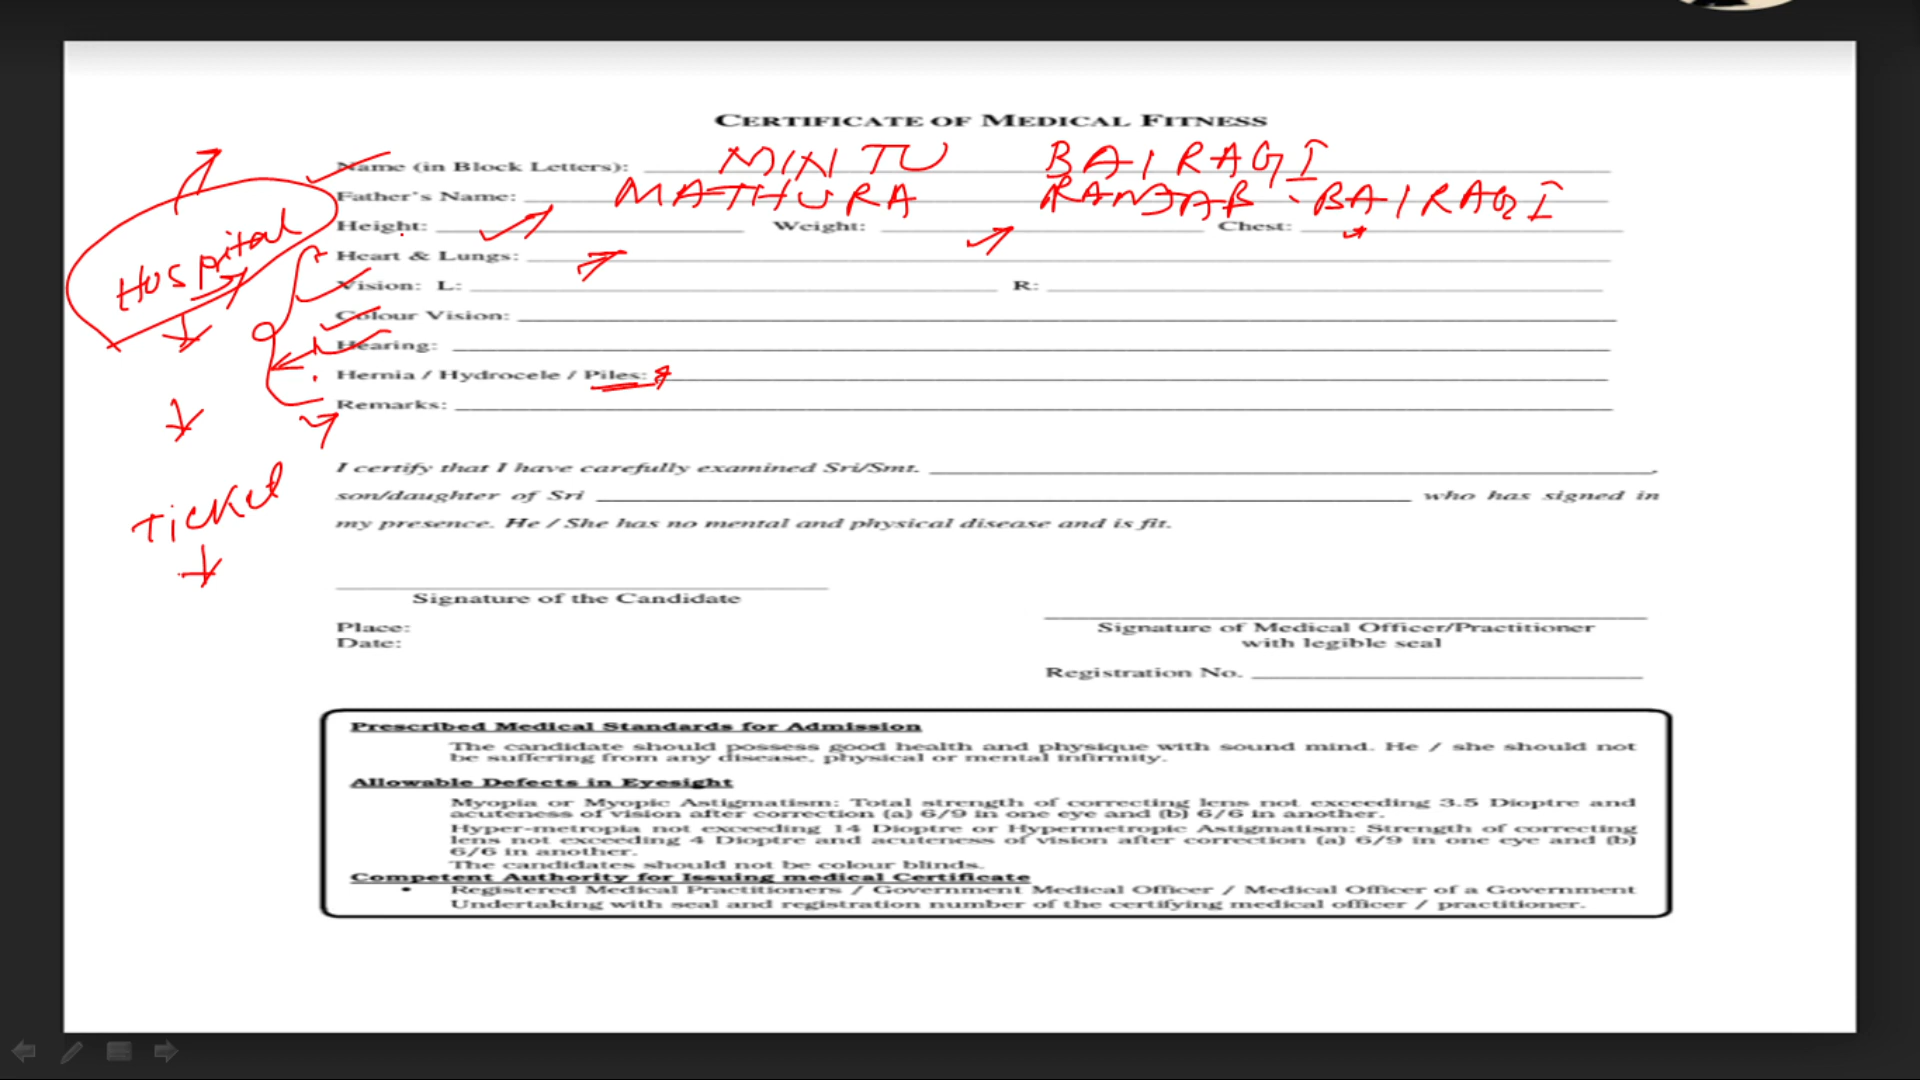 CERTIFICATE OF MEDICAL FITNESS
Name (in Block Letters): MINTU BAIRAGI
Father's Name: MATHURA RANJAB BAIRAGI
Height: Weight: Chest:
Heart & Lungs:
Vision: L: R:
Colour Vision:
Hearing:
Hernia / Hydrocele / Piles:
Remarks:
Hospital
Ticket
I certify that I have carefully examined Sri/Smt. ,
son/daughter of Sri who has signed in
my presence. He / She has no mental and physical disease and is fit.
Signature of the Candidate
Place:
Date:
Signature of Medical Officer/Practitioner
with legible seal
Registration No.
Prescribed Medical Standards for Admission
The candidate should possess good health and physique with sound mind. He / she should not
be suffering from any disease, physical or mental infirmity.
Allowable Defects in Eyesight
Myopia or Myopic Astigmatism: Total strength of correcting lens not exceeding 3.5 Dioptre and
acuteness of vision after correction (a) 6/9 in one eye and (b) 6/6 in another.
Hyper-metropia not exceeding 14 Dioptre or Hypermetropic Astigmatism: Strength of correcting
lens not exceeding 4 Dioptre and acuteness of vision after correction (a) 6/9 in one eye and (b)
6/6 in another.
The candidates should not be colour blinds.
Competent Authority for Issuing medical Certificate
• Registered Medical Practitioners / Government Medical Officer / Medical Officer of a Government
Undertaking with seal and registration number of the certifying medical officer / practitioner.